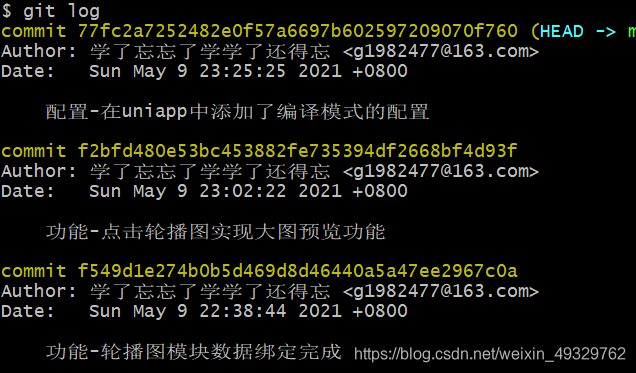 $ git log
commit 77fc2a7252482e0f57a6697b602597209070f760 (HEAD -> m
Author: 学了忘忘了学学了还得忘 <g1982477@163.com>
Date:   Sun May 9 23:25:25 2021 +0800
配置-在uniapp中添加了编译模式的配置
commit f2bfd480e53bc453882fe735394df2668bf4d93f
Author: 学了忘忘了学学了还得忘 <g1982477@163.com>
Date:   Sun May 9 23:02:22 2021 +0800
功能-点击轮播图实现大图预览功能
commit f549d1e274b0b5d469d8d46440a5a47ee2967c0a
Author: 学了忘忘了学学了还得忘 <g1982477@163.com>
Date:   Sun May 9 22:38:44 2021 +0800
功能-轮播图模块数据绑定完成
https://blog.csdn.net/weixin_49329762